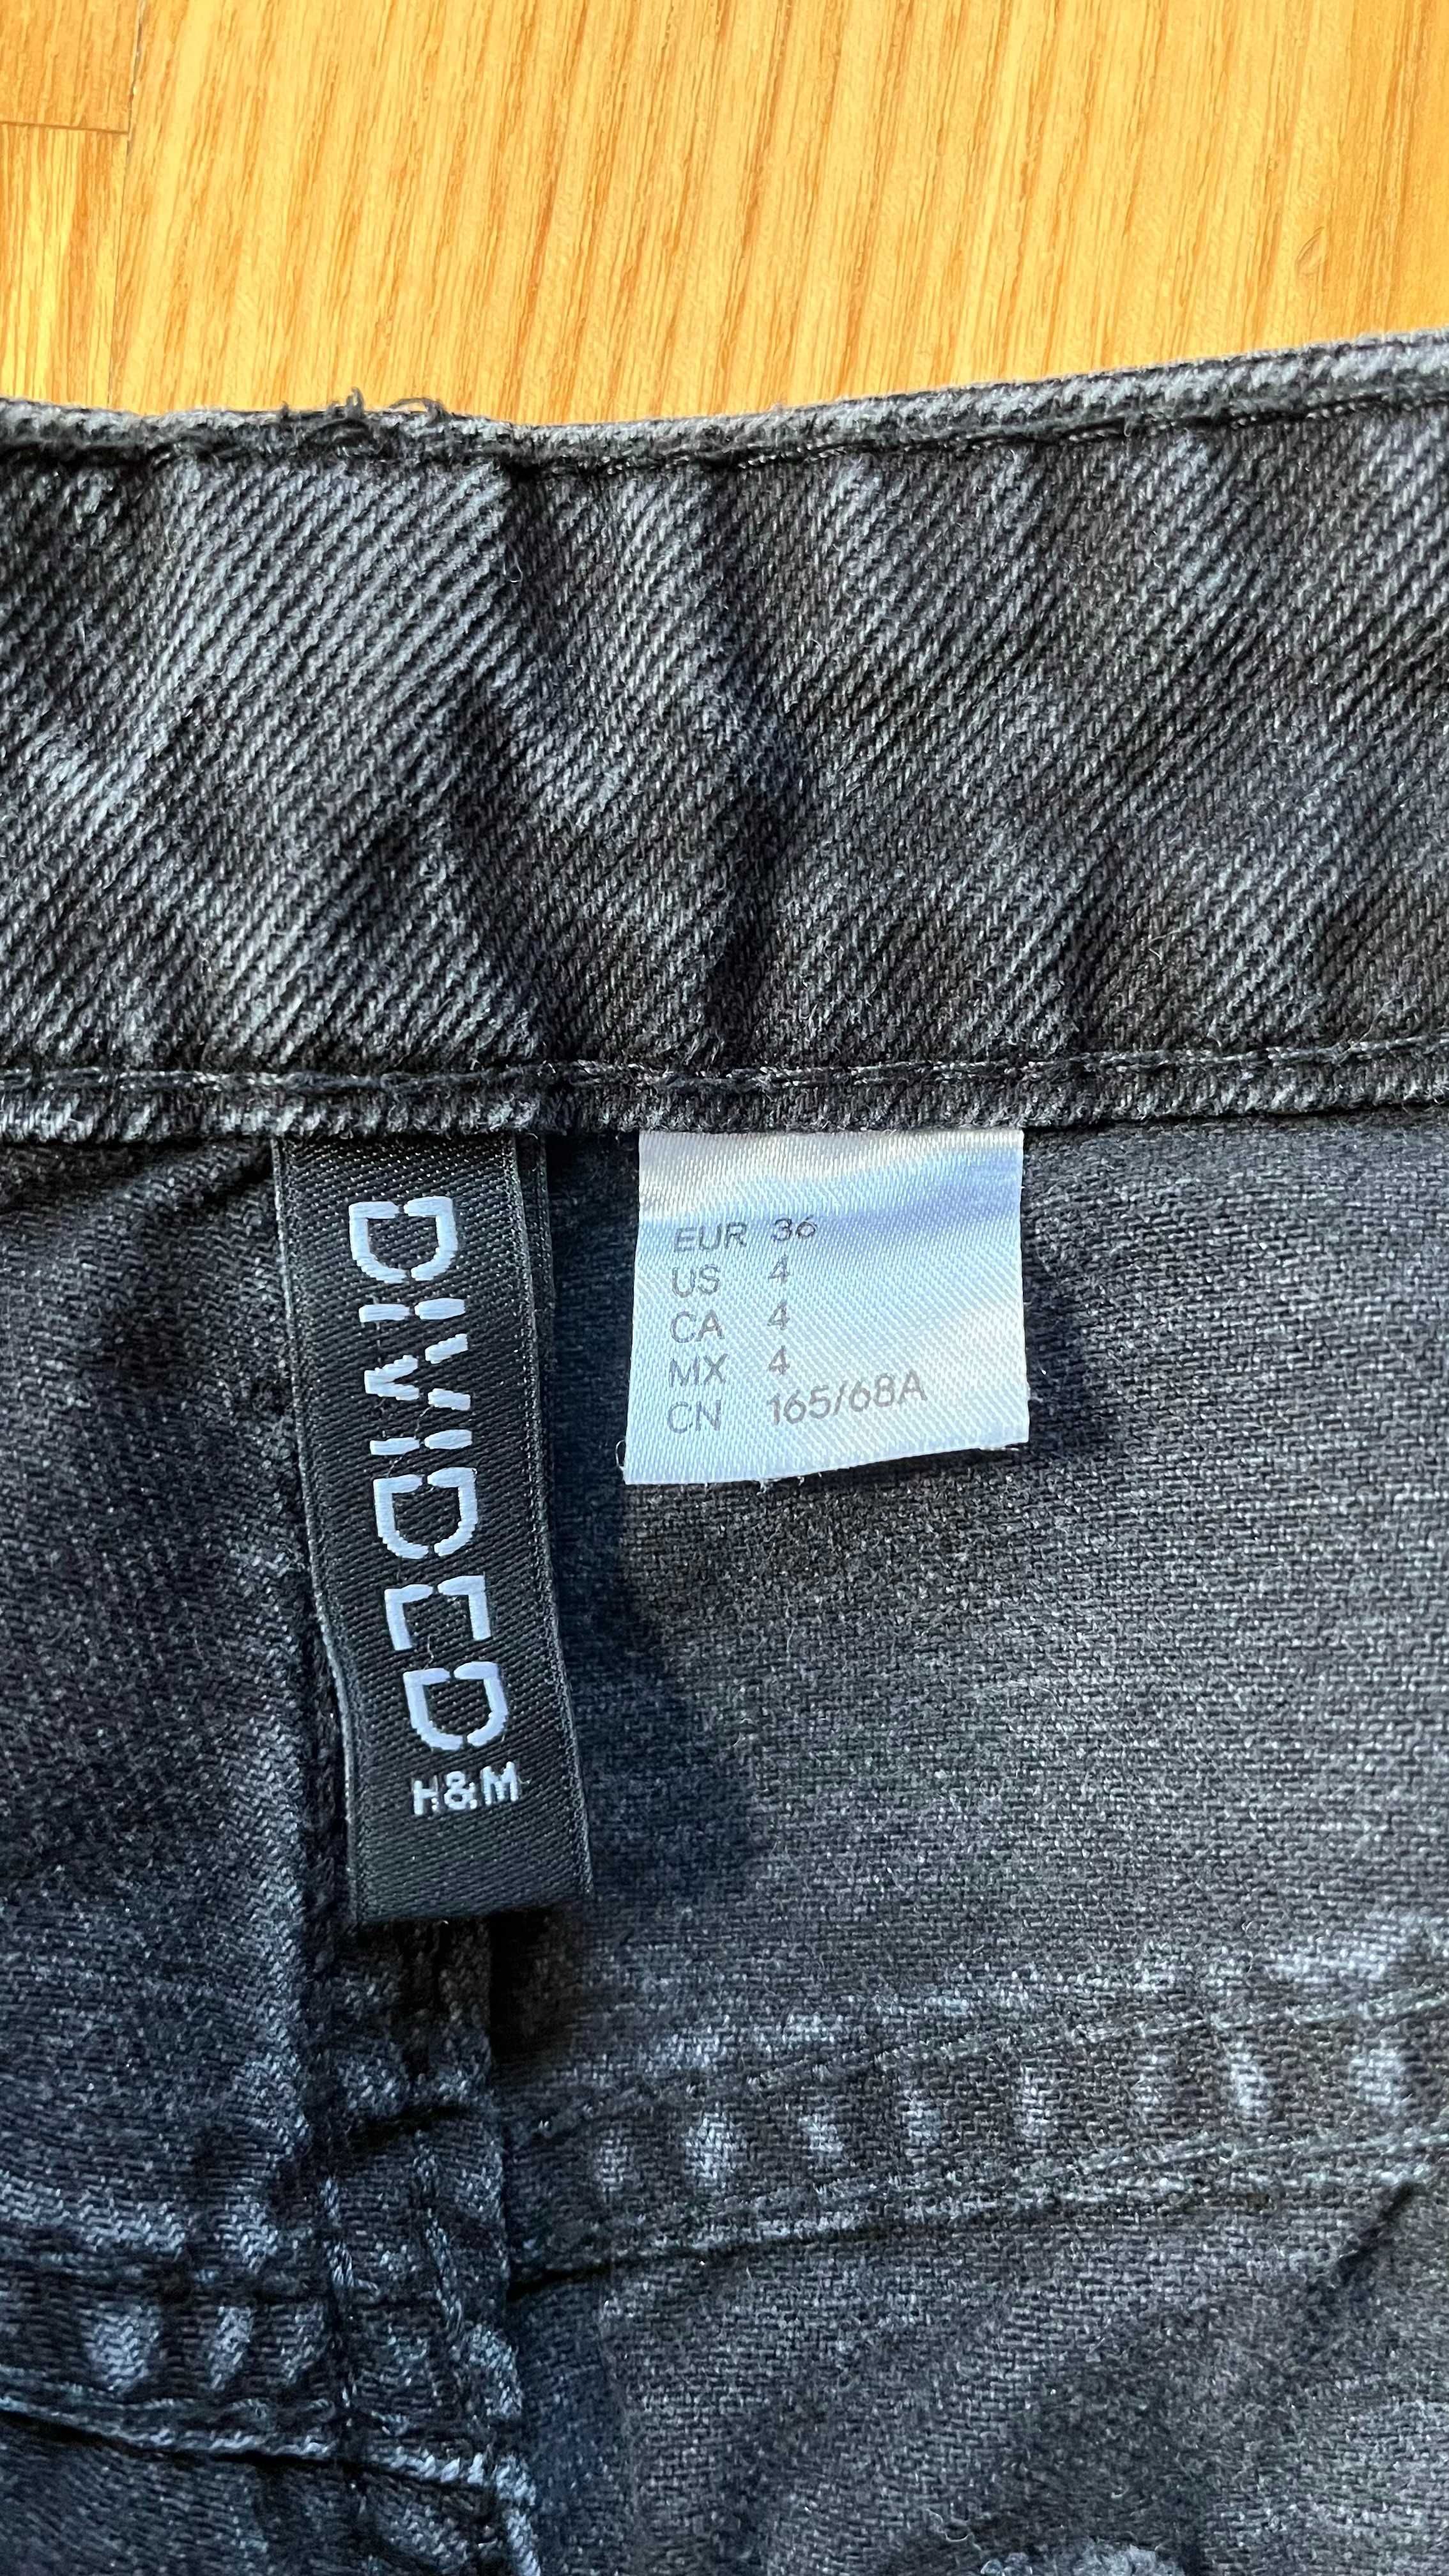 DIVIDED
H&M
EUR 36
US 4
CA 4
MX 4
CN 165/68A